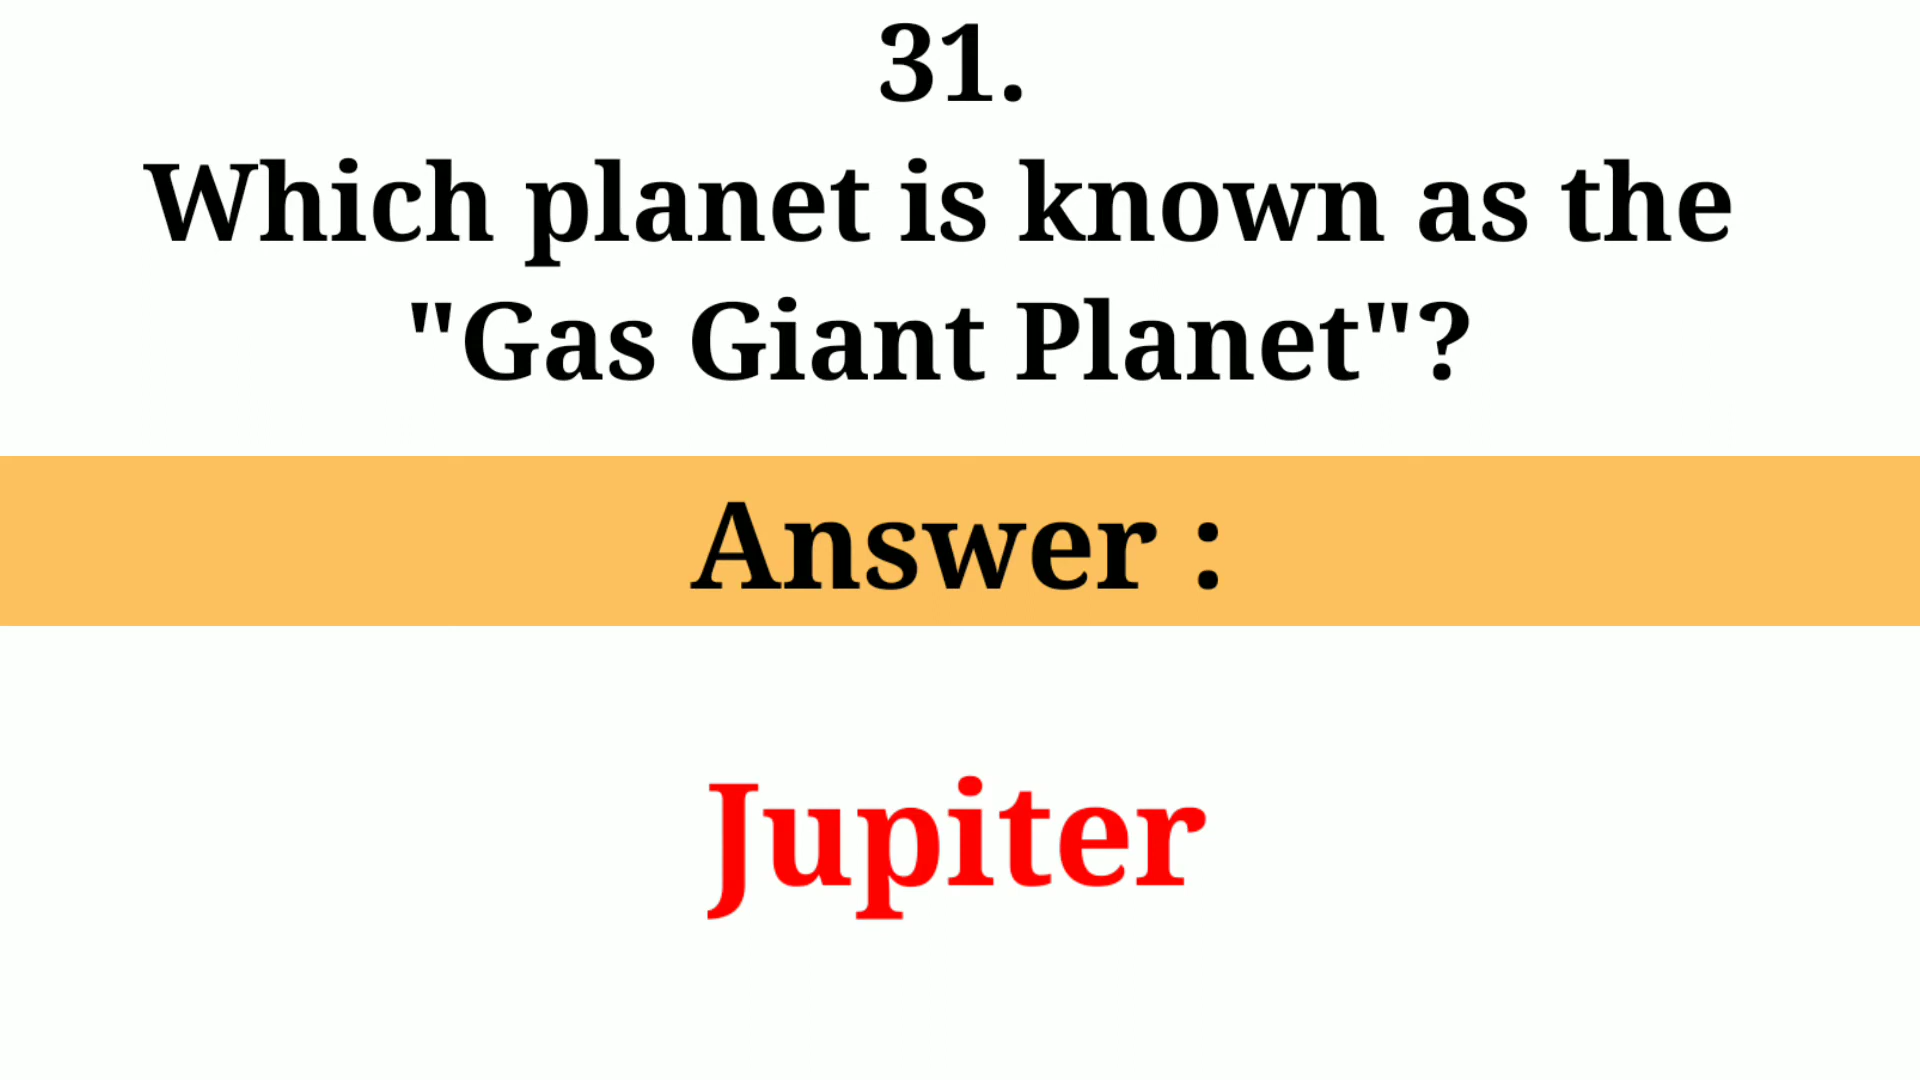 31.
Which planet is known as the
"Gas Giant Planet"?
Answer :
Jupiter